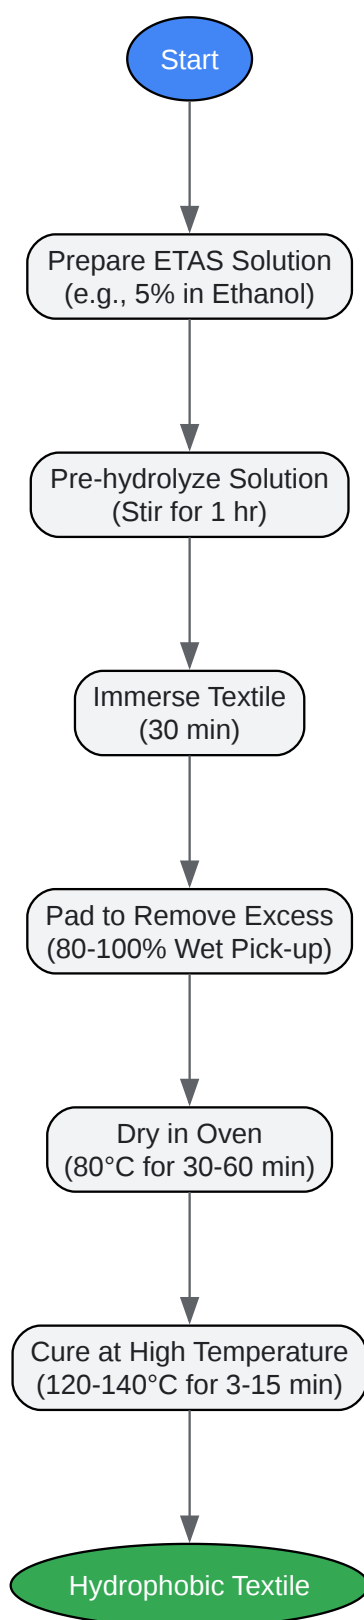 Start
Prepare ETAS Solution
(e.g., 5% in Ethanol)
Pre-hydrolyze Solution
(Stir for 1 hr)
Immerse Textile
(30 min)
Pad to Remove Excess
(80-100% Wet Pick-up)
Dry in Oven
(80°C for 30-60 min)
Cure at High Temperature
(120-140°C for 3-15 min)
Hydrophobic Textile